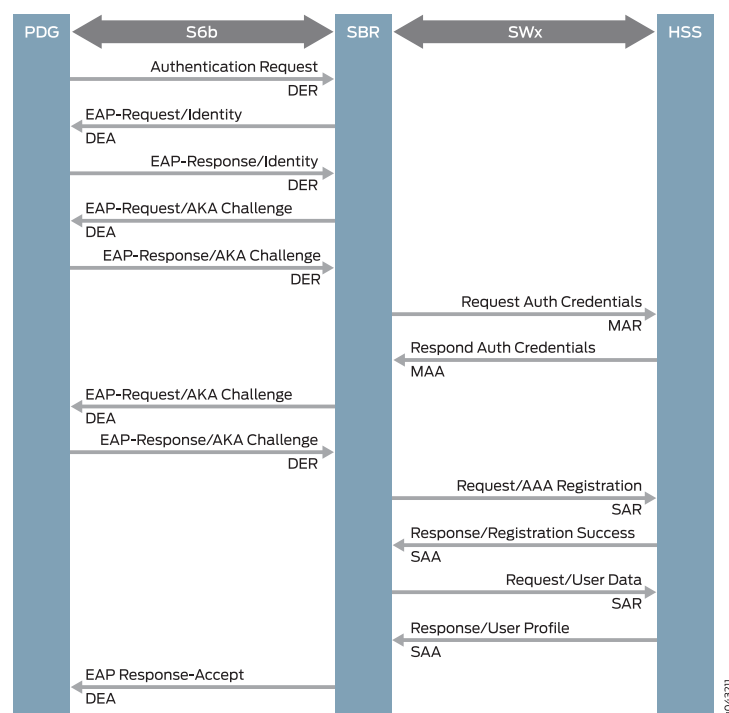 PDG S6b SBR SWx HSS
Authentication Request
DER
EAP-Request/Identity
DEA
EAP-Response/Identity
DER
EAP-Request/AKA Challenge
DEA
EAP-Response/AKA Challenge
DER
Request Auth Credentials
MAR
Respond Auth Credentials
MAA
EAP-Request/AKA Challenge
DEA
EAP-Response/AKA Challenge
DER
Request/AAA Registration
SAR
Response/Registration Success
SAA
Request/User Data
SAR
Response/User Profile
SAA
EAP Response-Accept
DEA